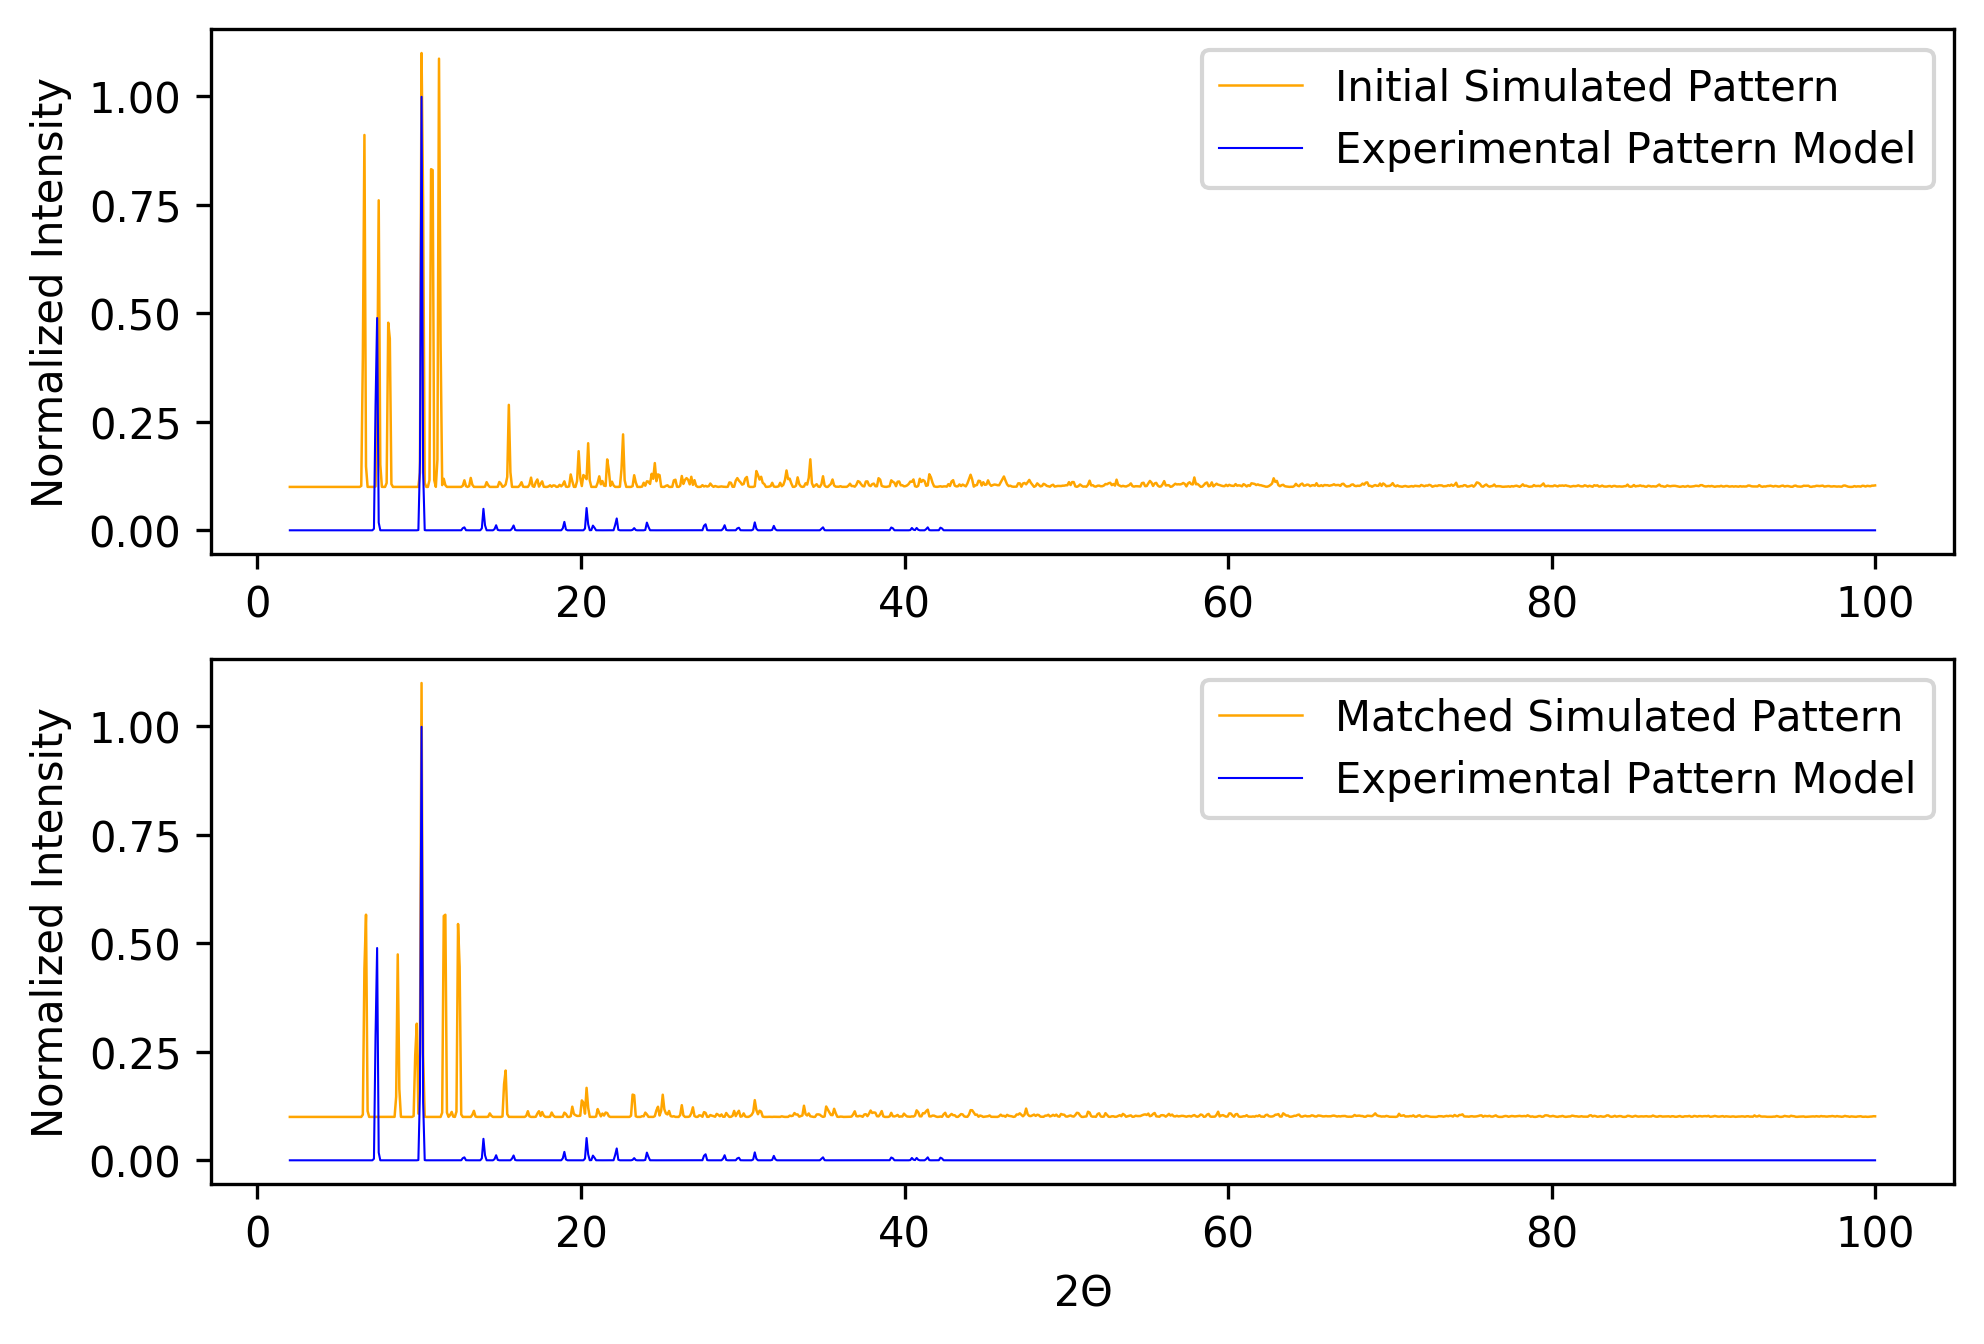 Normalized Intensity
1.00
0.75
0.50
0.25
0.00
0 20 40 60 80 100
Initial Simulated Pattern
Experimental Pattern Model
Normalized Intensity
1.00
0.75
0.50
0.25
0.00
0 20 40 60 80 100
Matched Simulated Pattern
Experimental Pattern Model
2Θ